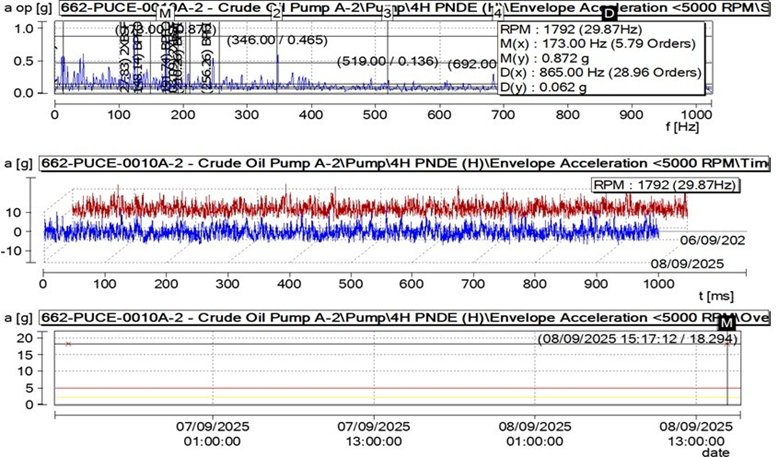 a op [g] 662-PUCE-0010A-2 - Crude Oil Pump A-2\Pump\4H PNDE (H)\Envelope Acceleration <5000 RPM\S
M 2 3 4 D
1.0
0.5
0.0
(346.00 / 0.465)
(519.00 / 0.136)
(692.00
RPM : 1792 (29.87Hz)
M(x) : 173.00 Hz (5.79 Orders)
M(y) : 0.872 g
D(x) : 865.00 Hz (28.96 Orders)
D(y) : 0.062 g
0 100 200 300 400 500 600 700 800 900 1000
f [Hz]
a [g] 662-PUCE-0010A-2 - Crude Oil Pump A-2\Pump\4H PNDE (H)\Envelope Acceleration <5000 RPM\Tim
RPM : 1792 (29.87Hz)
10
0
-10
06/09/202
08/09/2025
0 100 200 300 400 500 600 700 800 900 1000
t [ms]
a [g] 662-PUCE-0010A-2 - Crude Oil Pump A-2\Pump\4H PNDE (H)\Envelope Acceleration <5000 RPM\Ove
M
(08/09/2025 15:17:12 / 18.294)
20
15
10
5
0
07/09/2025 07/09/2025 08/09/2025 08/09/2025
01:00:00 13:00:00 01:00:00 13:00:00
date